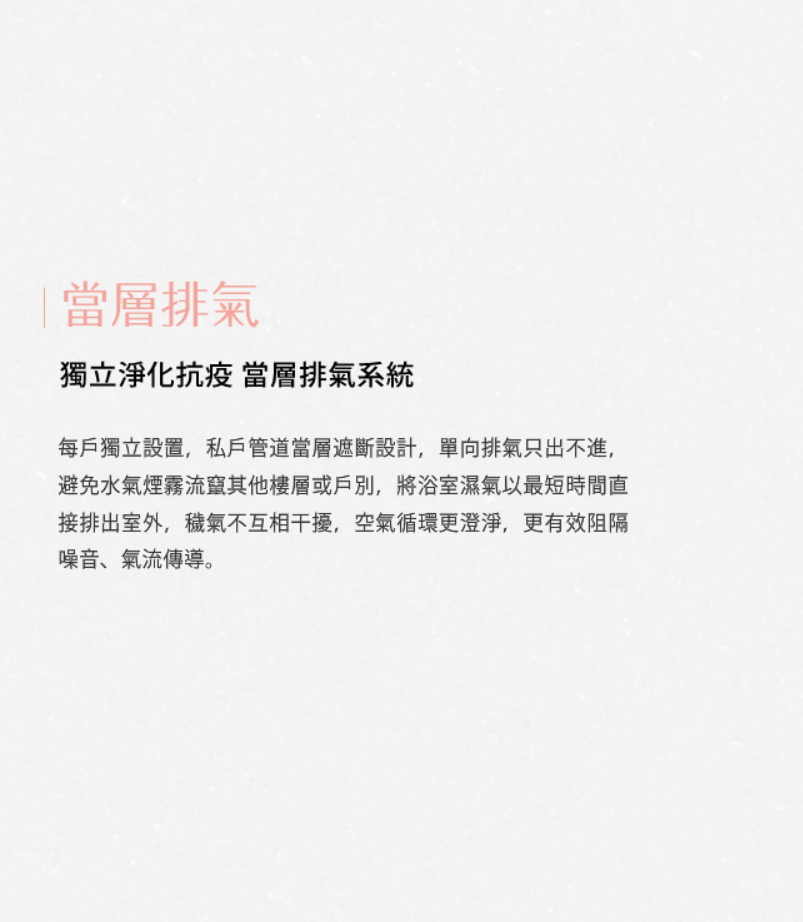 當層排氣
獨立淨化抗疫 當層排氣系統
每戶獨立設置，私戶管道當層遮斷設計，單向排氣只出不進，
避免水氣煙霧流竄其他樓層或戶別，將浴室濕氣以最短時間直
接排出室外，穢氣不互相干擾，空氣循環更澄淨，更有效阻隔
噪音、氣流傳導。